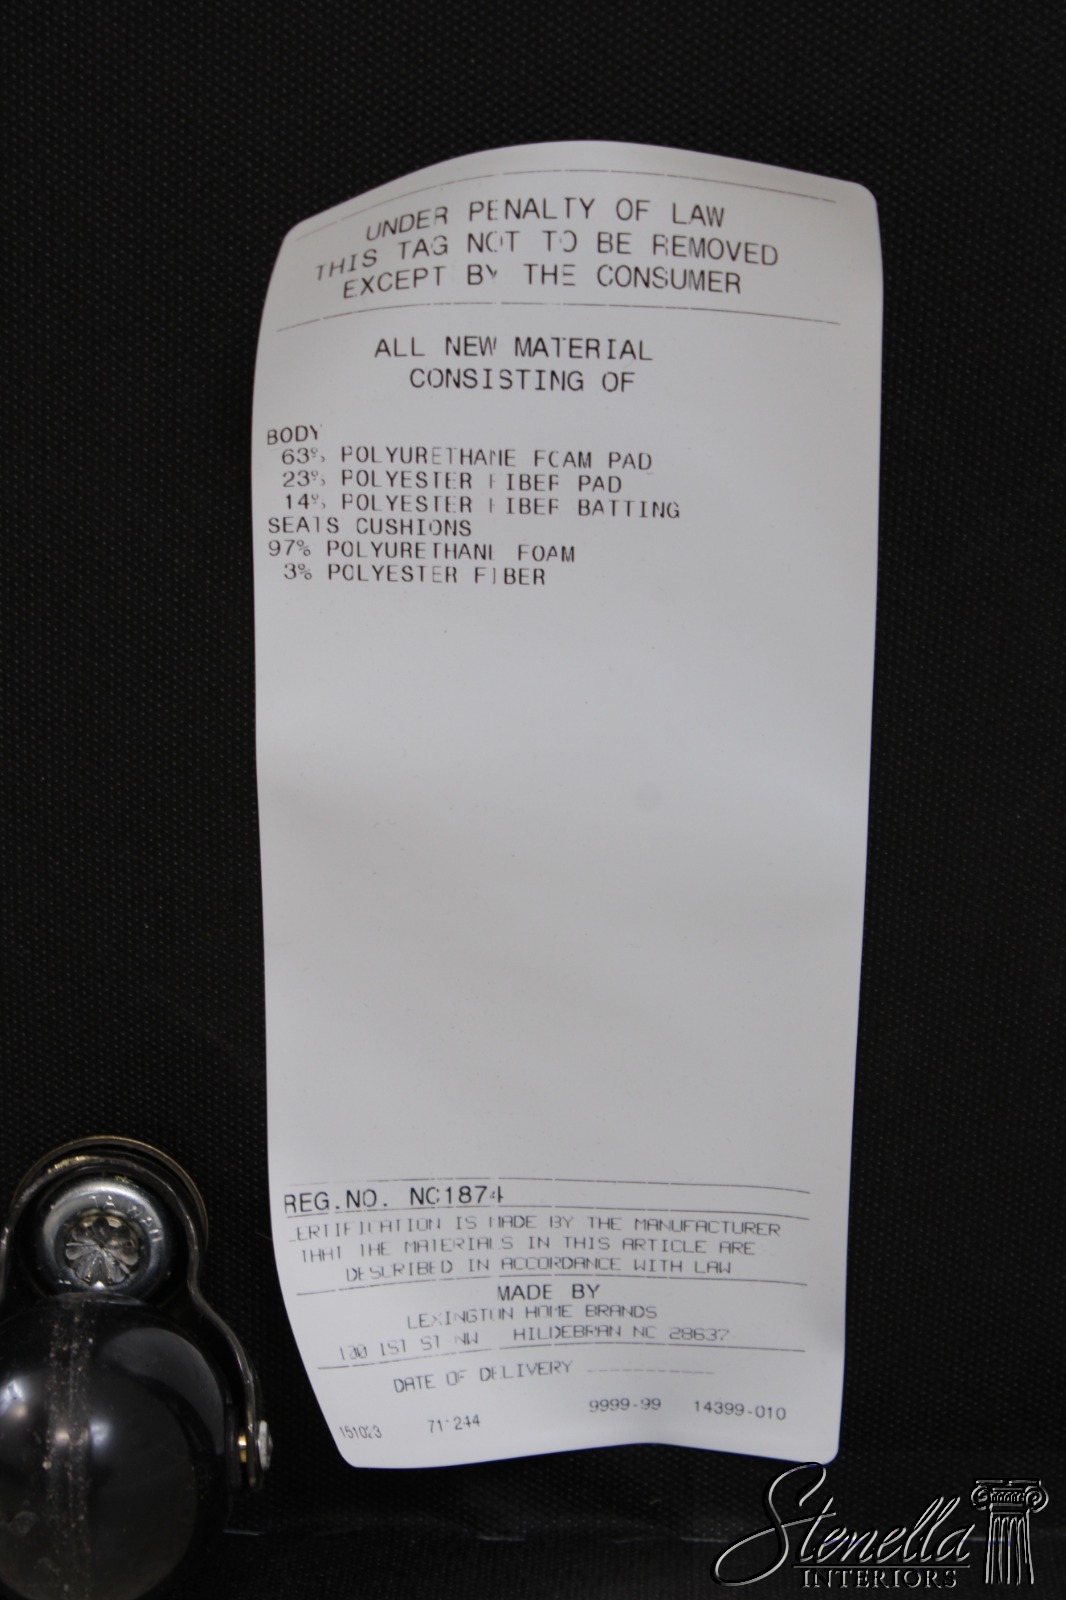 UNDER PENALTY OF LAW
THIS TAG NOT TO BE REMOVED
EXCEPT BY THE CONSUMER
ALL NEW MATERIAL
CONSISTING OF
BODY
63% POLYURETHANE FOAM PAD
23% POLYESTER FIBER PAD
14% POLYESTER FIBER BATTING
SEATS CUSHIONS
97% POLYURETHANE FOAM
3% POLYESTER FIBER
REG.NO. NC1874
CERTIFICATION IS MADE BY THE MANUFACTURER
THAT THE MATERIALS IN THIS ARTICLE ARE
DESCRIBED IN ACCORDANCE WITH LAW
MADE BY
LEXINGTON HOME BRANDS
100 1ST ST NW HILDEBRAN NC 28637
DATE OF DELIVERY
151023 9999-99 14399-010
Stenella
INTERIORS